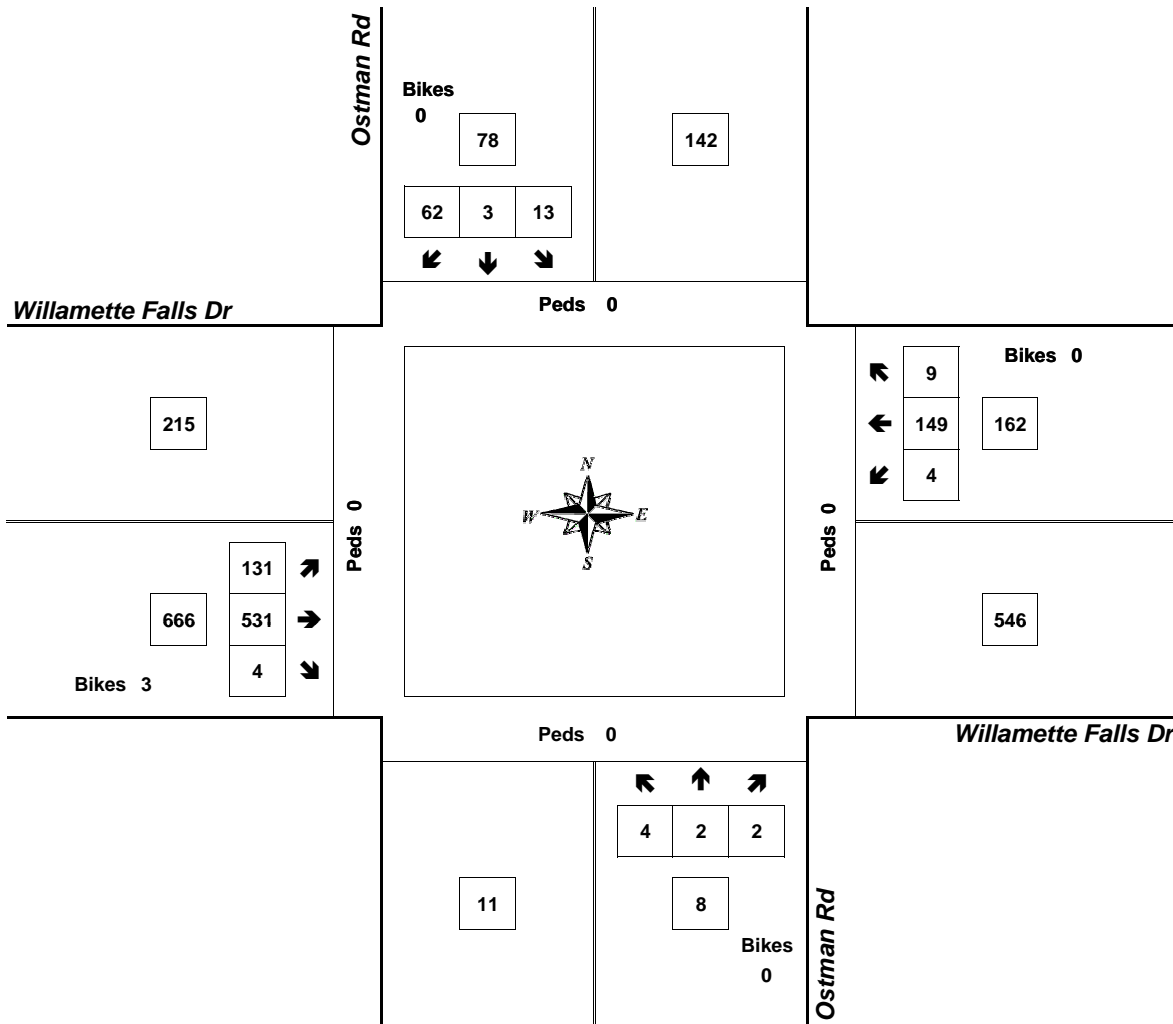 Ostman Rd
Bikes
0
78
142
62 3 13
Peds 0
Willamette Falls Dr
9
Bikes 0
215
149
162
4
N
W E
S
Peds 0
Peds 0
131
666
531
546
4
Bikes 3
Peds 0
Willamette Falls Dr
4 2 2
11
8
Bikes
0
Ostman Rd